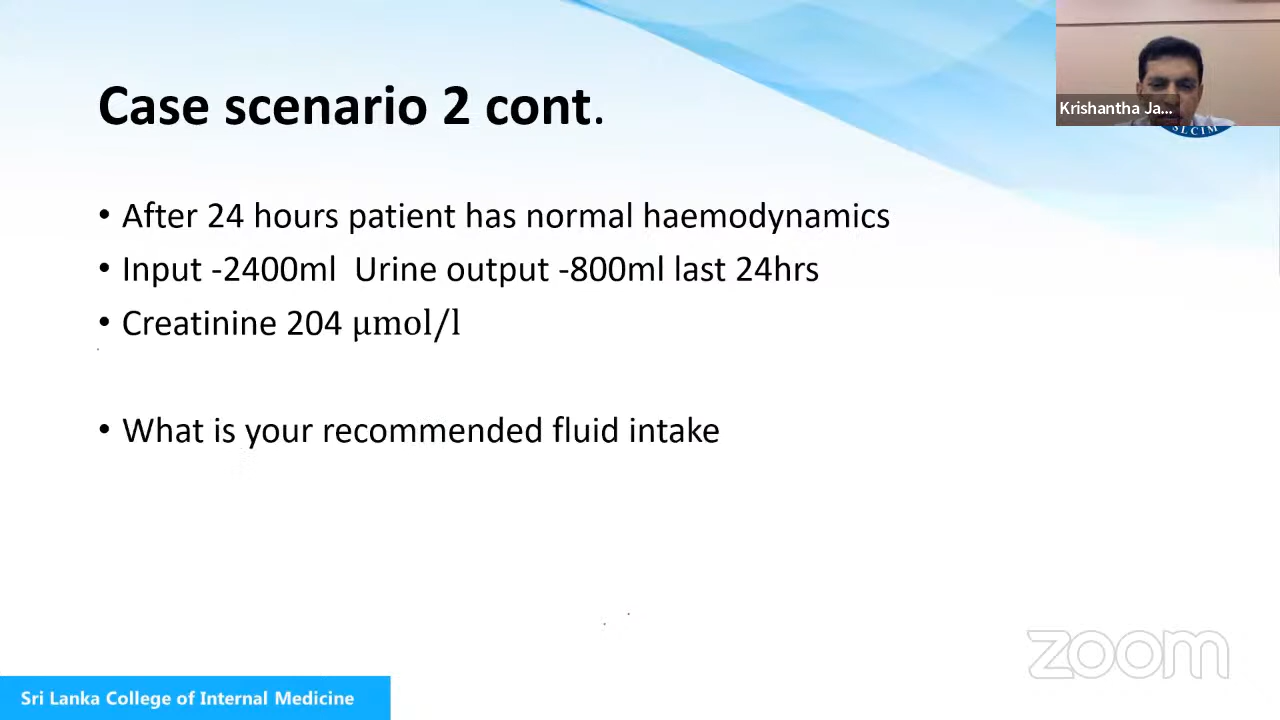 Case scenario 2 cont.
Krishantha Ja...
SLCIM
• After 24 hours patient has normal haemodynamics
• Input -2400ml  Urine output -800ml last 24hrs
• Creatinine 204 μmol/l
• What is your recommended fluid intake
zoom
Sri Lanka College of Internal Medicine